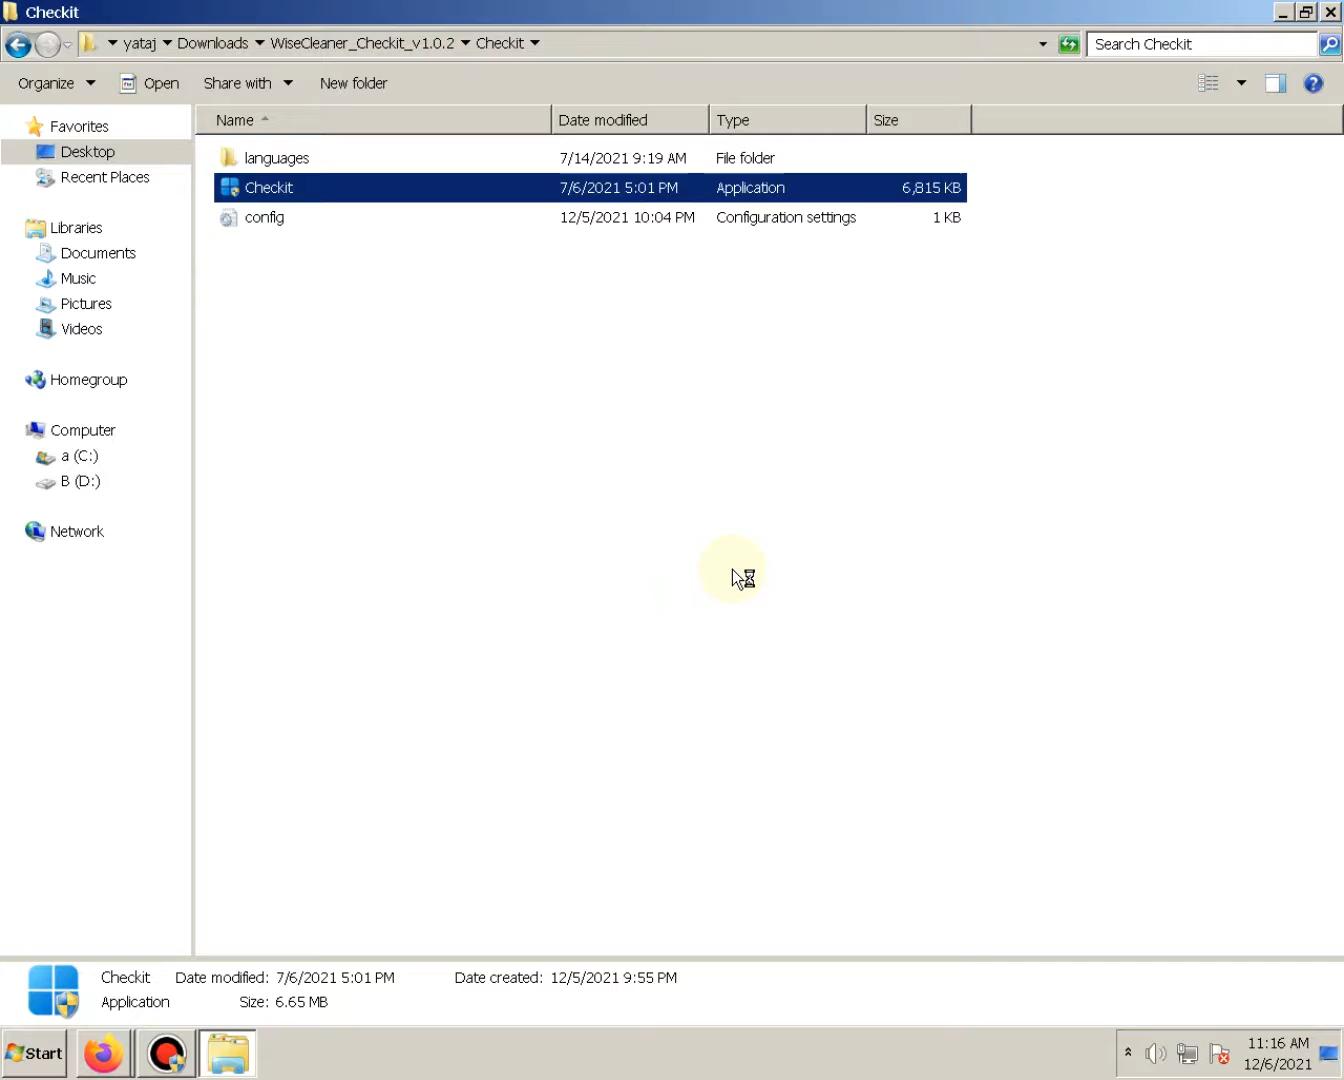 Checkit
yataj Downloads WiseCleaner_Checkit_v1.0.2 Checkit
Search Checkit
Organize Open Share with New folder
Name Date modified Type Size
Favorites
Desktop
Recent Places
Libraries
Documents
Music
Pictures
Videos
Homegroup
Computer
a (C:)
B (D:)
Network
languages 7/14/2021 9:19 AM File folder
Checkit 7/6/2021 5:01 PM Application 6,815 KB
config 12/5/2021 10:04 PM Configuration settings 1 KB
Checkit Date modified: 7/6/2021 5:01 PM Date created: 12/5/2021 9:55 PM
Application Size: 6.65 MB
Start
11:16 AM
12/6/2021